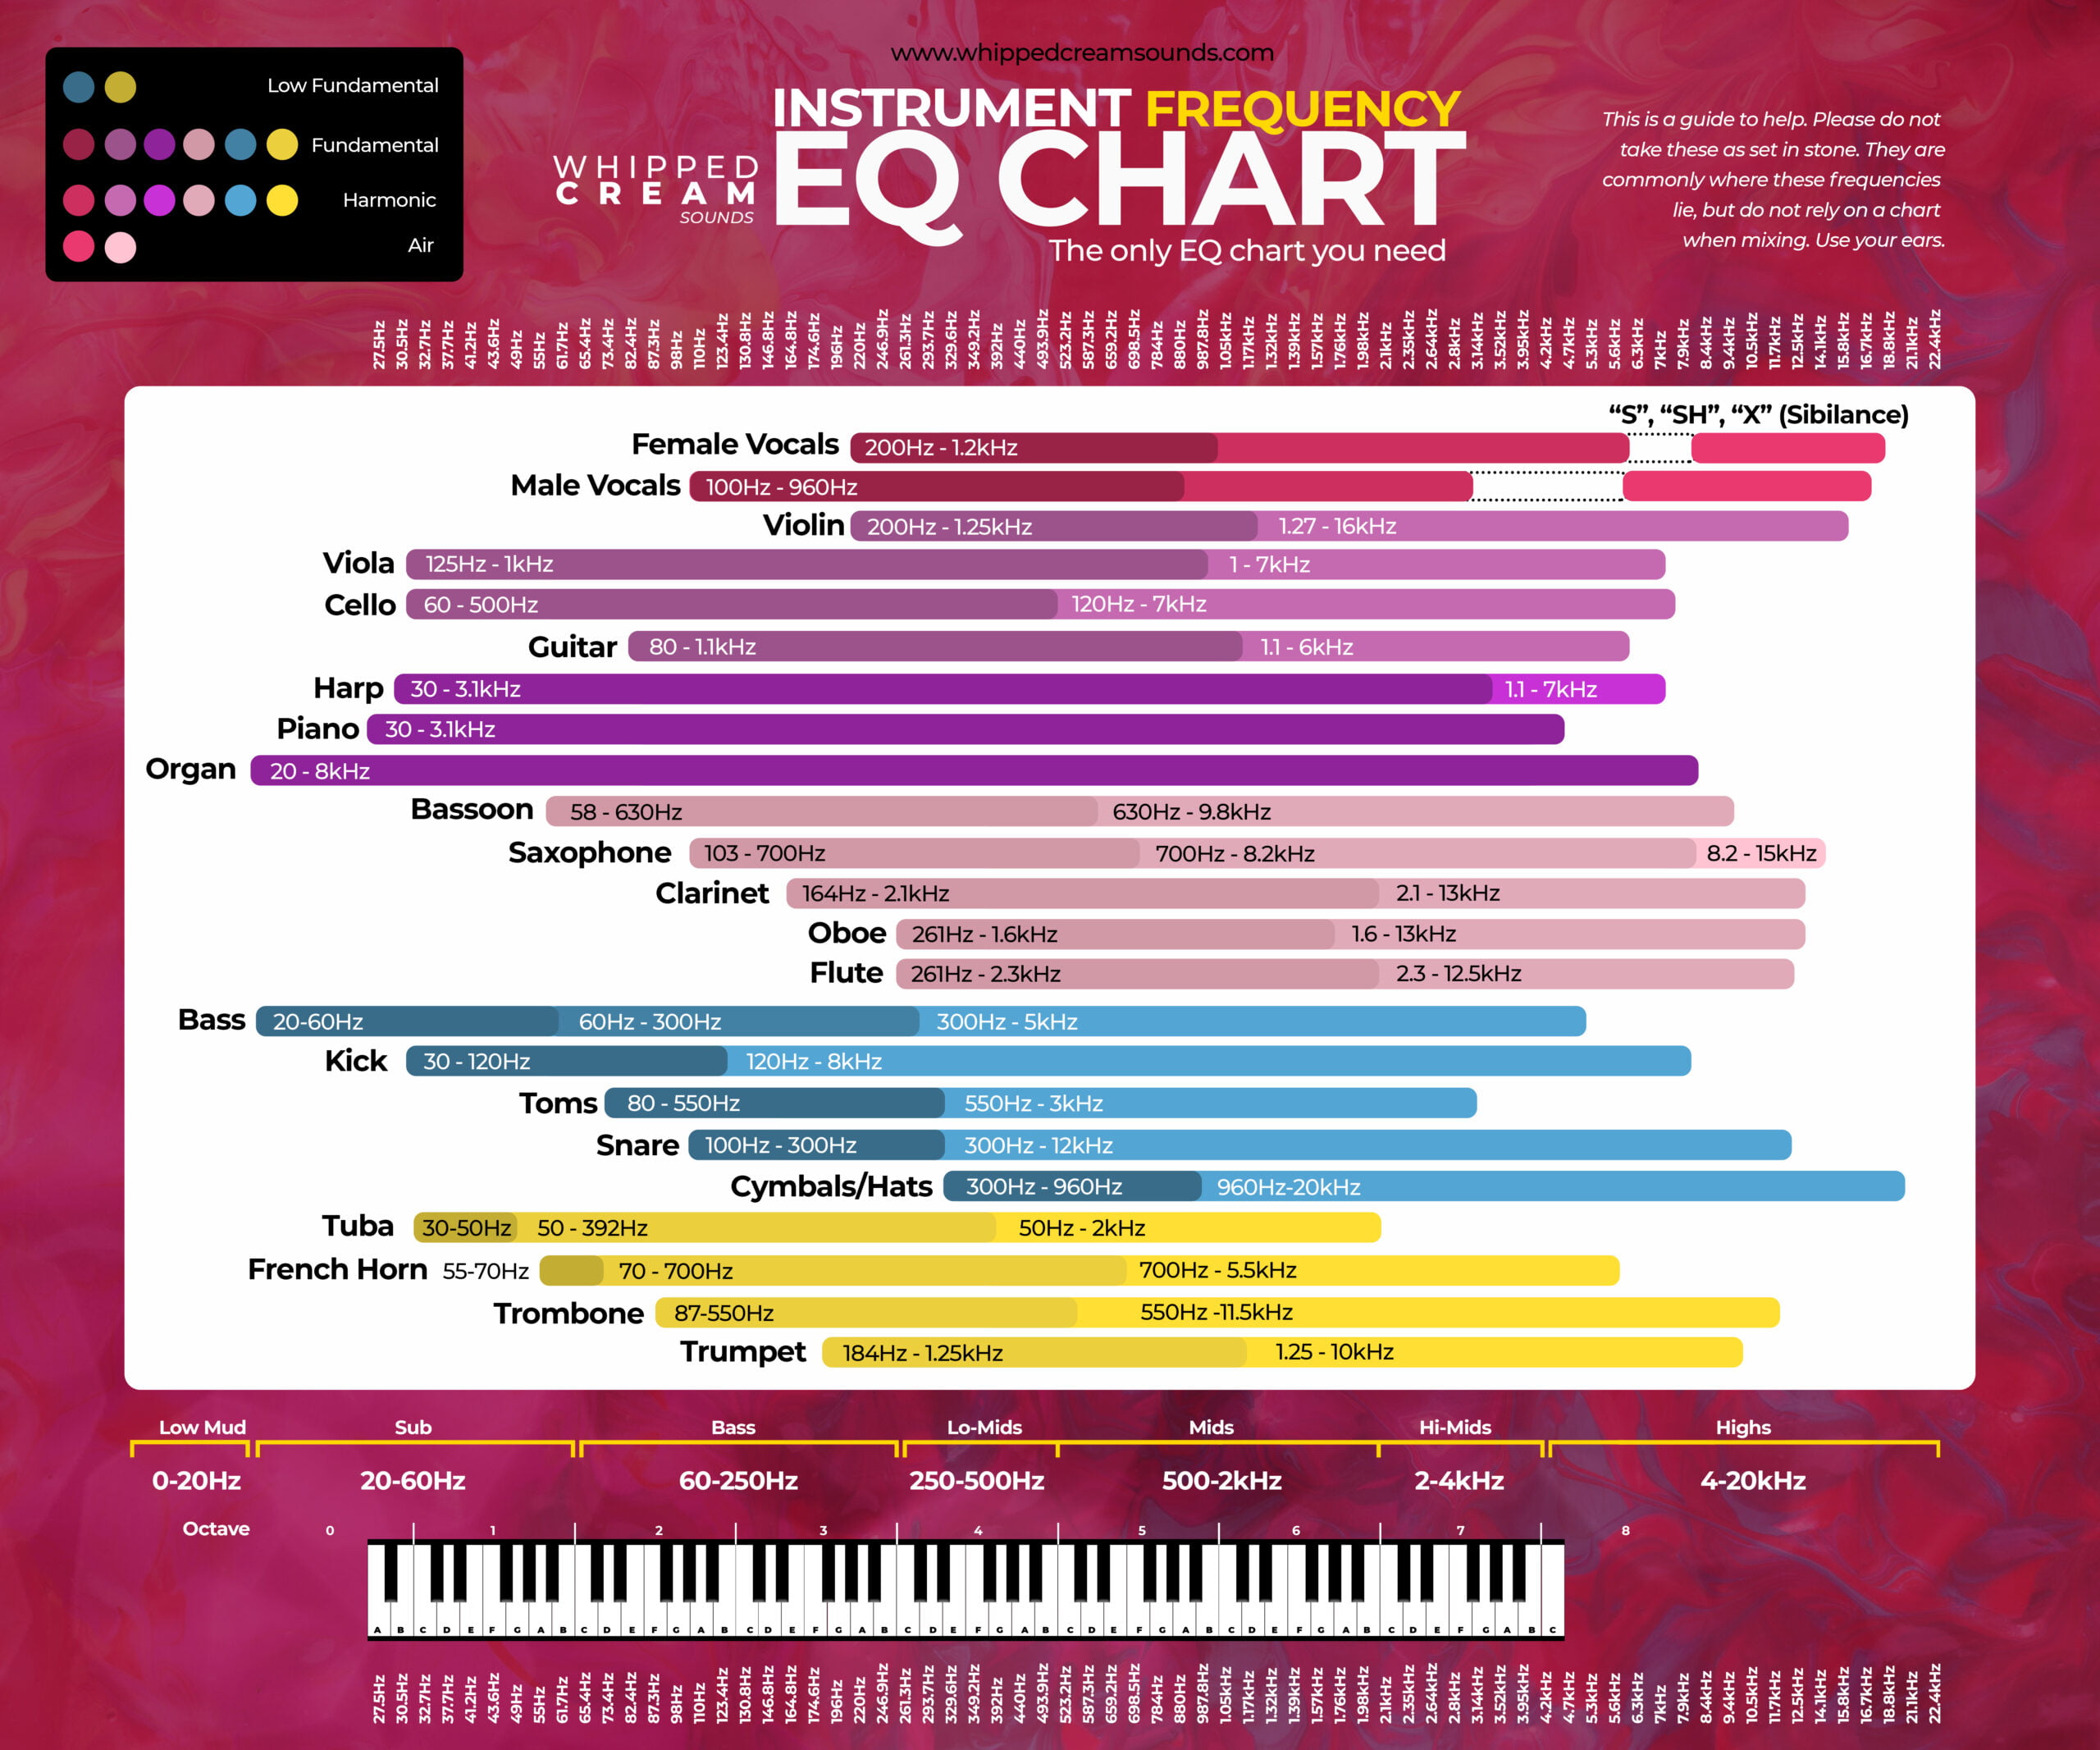 www.whippedcreamsounds.com
Low Fundamental
Fundamental
Harmonic
Air
INSTRUMENT FREQUENCY
EQ CHART
The only EQ chart you need
WHIPPED
CREAM
SOUNDS
This is a guide to help. Please do not
take these as set in stone. They are
commonly where these frequencies
lie, but do not rely on a chart
when mixing. Use your ears.
27.5Hz 30.5Hz 32.7Hz 37.7Hz 41.2Hz 43.6Hz 49Hz 55Hz 61.7Hz 65.4Hz 73.4Hz 82.4Hz 87.3Hz 98Hz 110Hz 123.4Hz 130.8Hz 146.8Hz 164.8Hz 174.6Hz 196Hz 220Hz 246.9Hz 261.3Hz 293.7Hz 329.6Hz 349.2Hz 392Hz 440Hz 493.9Hz 523.2Hz 587.3Hz 659.2Hz 698.5Hz 784Hz 880Hz 987.8Hz 1.05kHz 1.17kHz 1.32kHz 1.39kHz 1.57kHz 1.76kHz 1.98kHz 2.1kHz 2.35kHz 2.64kHz 2.8kHz 3.14kHz 3.52kHz 3.95kHz 4.2kHz 4.7kHz 5.3kHz 5.6kHz 6.3kHz 7kHz 7.9kHz 8.4kHz 9.4kHz 10.5kHz 11.7kHz 12.5kHz 14.1kHz 15.8kHz 16.7kHz 18.8kHz 21.1kHz 22.4kHz
“S”, “SH”, “X” (Sibilance)
Female Vocals 200Hz - 1.2kHz
Male Vocals 100Hz - 960Hz
Violin 200Hz - 1.25kHz 1.27 - 16kHz
Viola 125Hz - 1kHz 1 - 7kHz
Cello 60 - 500Hz 120Hz - 7kHz
Guitar 80 - 1.1kHz 1.1 - 6kHz
Harp 30 - 3.1kHz 1.1 - 7kHz
Piano 30 - 3.1kHz
Organ 20 - 8kHz
Bassoon 58 - 630Hz 630Hz - 9.8kHz
Saxophone 103 - 700Hz 700Hz - 8.2kHz 8.2 - 15kHz
Clarinet 164Hz - 2.1kHz 2.1 - 13kHz
Oboe 261Hz - 1.6kHz 1.6 - 13kHz
Flute 261Hz - 2.3kHz 2.3 - 12.5kHz
Bass 20-60Hz 60Hz - 300Hz 300Hz - 5kHz
Kick 30 - 120Hz 120Hz - 8kHz
Toms 80 - 550Hz 550Hz - 3kHz
Snare 100Hz - 300Hz 300Hz - 12kHz
Cymbals/Hats 300Hz - 960Hz 960Hz-20kHz
Tuba 30-50Hz 50 - 392Hz 50Hz - 2kHz
French Horn 55-70Hz 70 - 700Hz 700Hz - 5.5kHz
Trombone 87-550Hz 550Hz -11.5kHz
Trumpet 184Hz - 1.25kHz 1.25 - 10kHz
Low Mud Sub Bass Lo-Mids Mids Hi-Mids Highs
0-20Hz 20-60Hz 60-250Hz 250-500Hz 500-2kHz 2-4kHz 4-20kHz
Octave 0 1 2 3 4 5 6 7 8
A B C D E F G A B C D E F G A B C D E F G A B C D E F G A B C D E F G A B C D E F G A B C D E F G A B C
27.5Hz 30.5Hz 32.7Hz 37.7Hz 41.2Hz 43.6Hz 49Hz 55Hz 61.7Hz 65.4Hz 73.4Hz 82.4Hz 87.3Hz 98Hz 110Hz 123.4Hz 130.8Hz 146.8Hz 164.8Hz 174.6Hz 196Hz 220Hz 246.9Hz 261.3Hz 293.7Hz 329.6Hz 349.2Hz 392Hz 440Hz 493.9Hz 523.2Hz 587.3Hz 659.2Hz 698.5Hz 784Hz 880Hz 987.8Hz 1.05kHz 1.17kHz 1.32kHz 1.39kHz 1.57kHz 1.76kHz 1.98kHz 2.1kHz 2.35kHz 2.64kHz 2.8kHz 3.14kHz 3.52kHz 3.95kHz 4.2kHz 4.7kHz 5.3kHz 5.6kHz 6.3kHz 7kHz 7.9kHz 8.4kHz 9.4kHz 10.5kHz 11.7kHz 12.5kHz 14.1kHz 15.8kHz 16.7kHz 18.8kHz 21.1kHz 22.4kHz